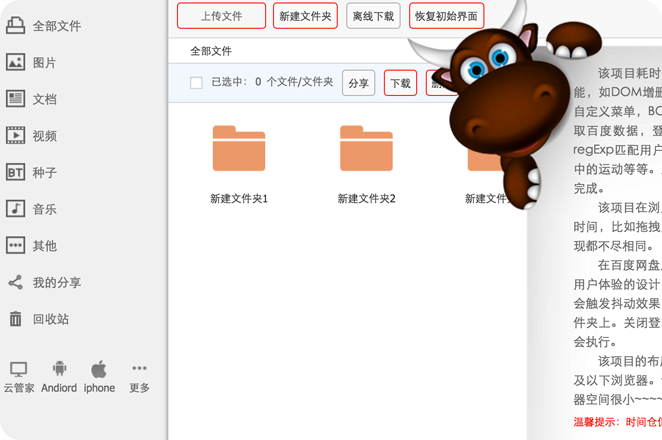 全部文件
图片
文档
视频
BT 种子
音乐
其他
我的分享
回收站
云管家 Andiord iphone 更多
上传文件 新建文件夹 离线下载 恢复初始界面
全部文件
已选中: 0 个文件/文件夹 分享 下载
新建文件夹1 新建文件夹2 新建文件
该项目耗时
能，如DOM增删
自定义菜单，BO
取百度数据，登
regExp匹配用户
中的运动等等。
完成。
该项目在浏
时间，比如拖拽
现都不尽相同。
在百度网盘
用户体验的设计
会触发抖动效果
件夹上。关闭登
会执行。
该项目的布局
及以下浏览器。
器空间很小~~~~
温馨提示：时间仓促